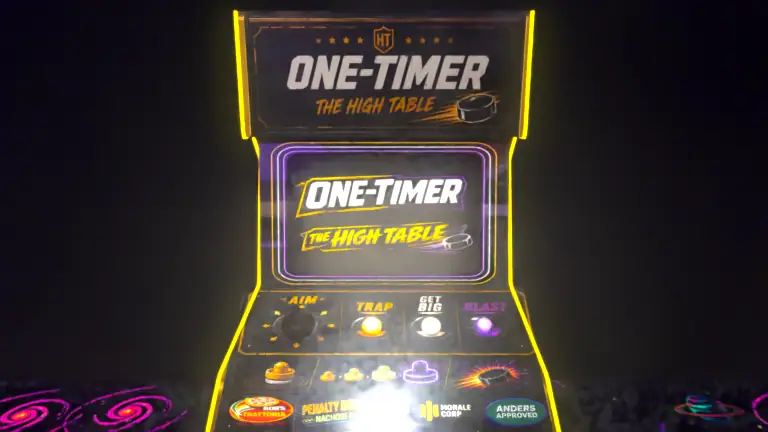 HT
ONE-TIMER
THE HIGH TABLE
ONE-TIMER
THE HIGH TABLE
AIM
TRAP
GET
BIG
BLAST
TRATTORIA
PENALTY
NACHOS
MORALE
CORP
ANDERS
APPROVED